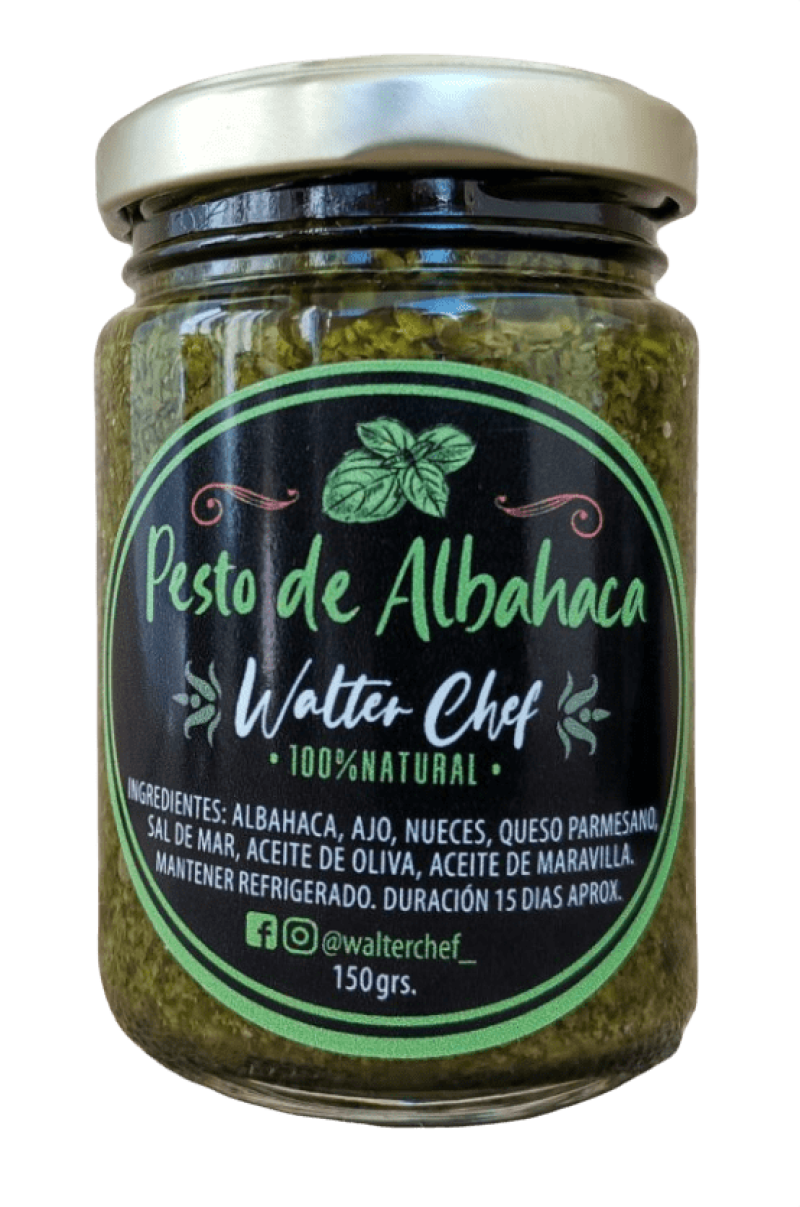 Pesto de Albahaca
Walter Chef
• 100%NATURAL •
INGREDIENTES: ALBAHACA, AJO, NUECES, QUESO PARMESANO,
SAL DE MAR, ACEITE DE OLIVA, ACEITE DE MARAVILLA.
MANTENER REFRIGERADO. DURACIÓN 15 DIAS APROX.
@walterchef_
150grs.